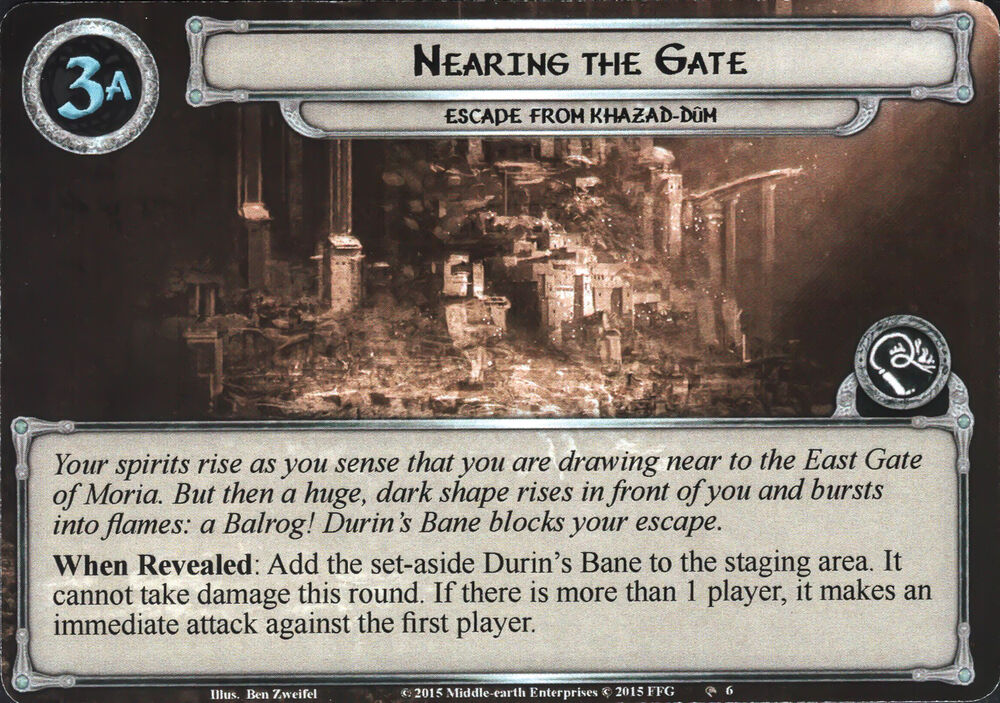 3A
NEARING THE GATE
ESCAPE FROM KHAZAD-DÛM
Your spirits rise as you sense that you are drawing near to the East Gate
of Moria. But then a huge, dark shape rises in front of you and bursts
into flames: a Balrog! Durin's Bane blocks your escape.
When Revealed: Add the set-aside Durin's Bane to the staging area. It
cannot take damage this round. If there is more than 1 player, it makes an
immediate attack against the first player.
Illus. Ben Zweifel © 2015 Middle-earth Enterprises © 2015 FFG 6